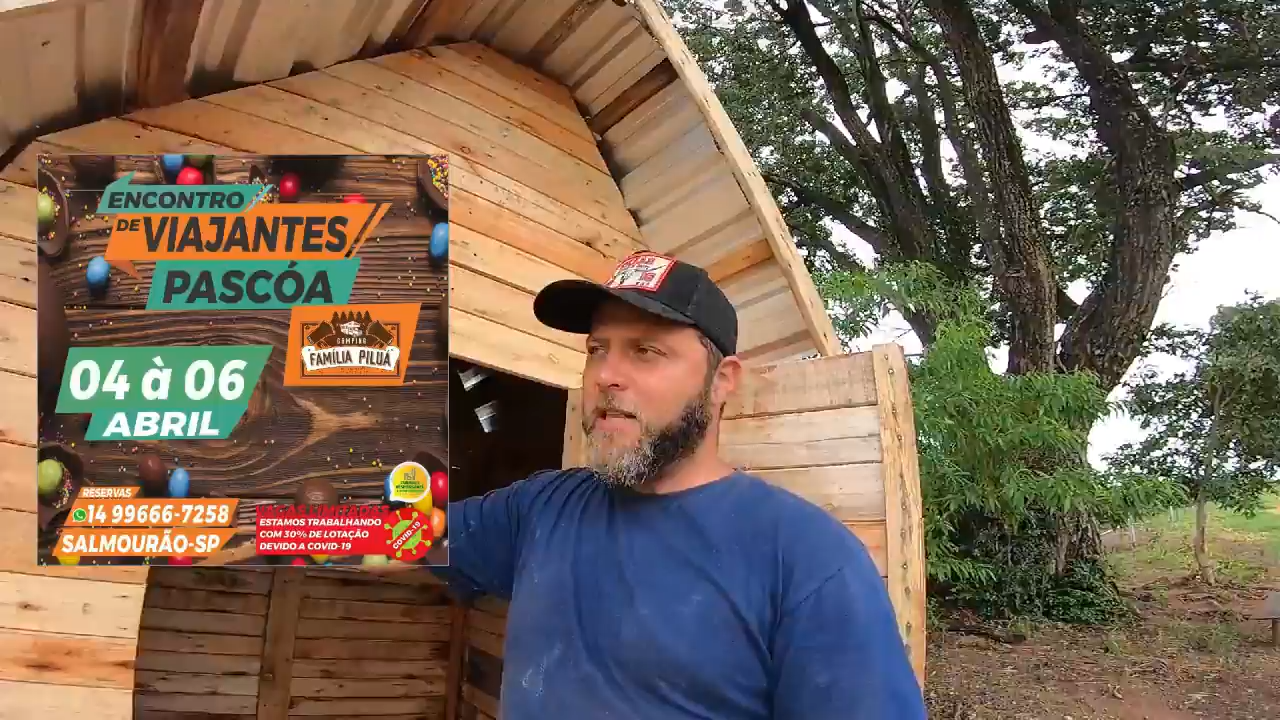 ENCONTRO
DE VIAJANTES
PASCÓA
CAMPING
FAMÍLIA PILUÁ
04 à 06
ABRIL
RESERVAS
14 99666-7258
SALMOURÃO-SP
VAGAS LIMITADAS
ESTAMOS TRABALHANDO
COM 30% DE LOTAÇÃO
DEVIDO A COVID-19
COVID-19